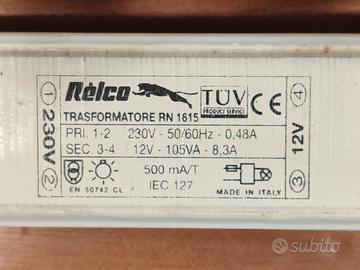 Relco
TÜV
PRODUCT SERVICE
CE
TRASFORMATORE RN 1615
PRI. 1-2 230V - 50/60Hz - 0,48A
SEC. 3-4 12V - 105VA - 8,3A
500 mA/T
IEC 127
EN 50742 CL
MADE IN ITALY
1
230V
2
4
12V
3
subito